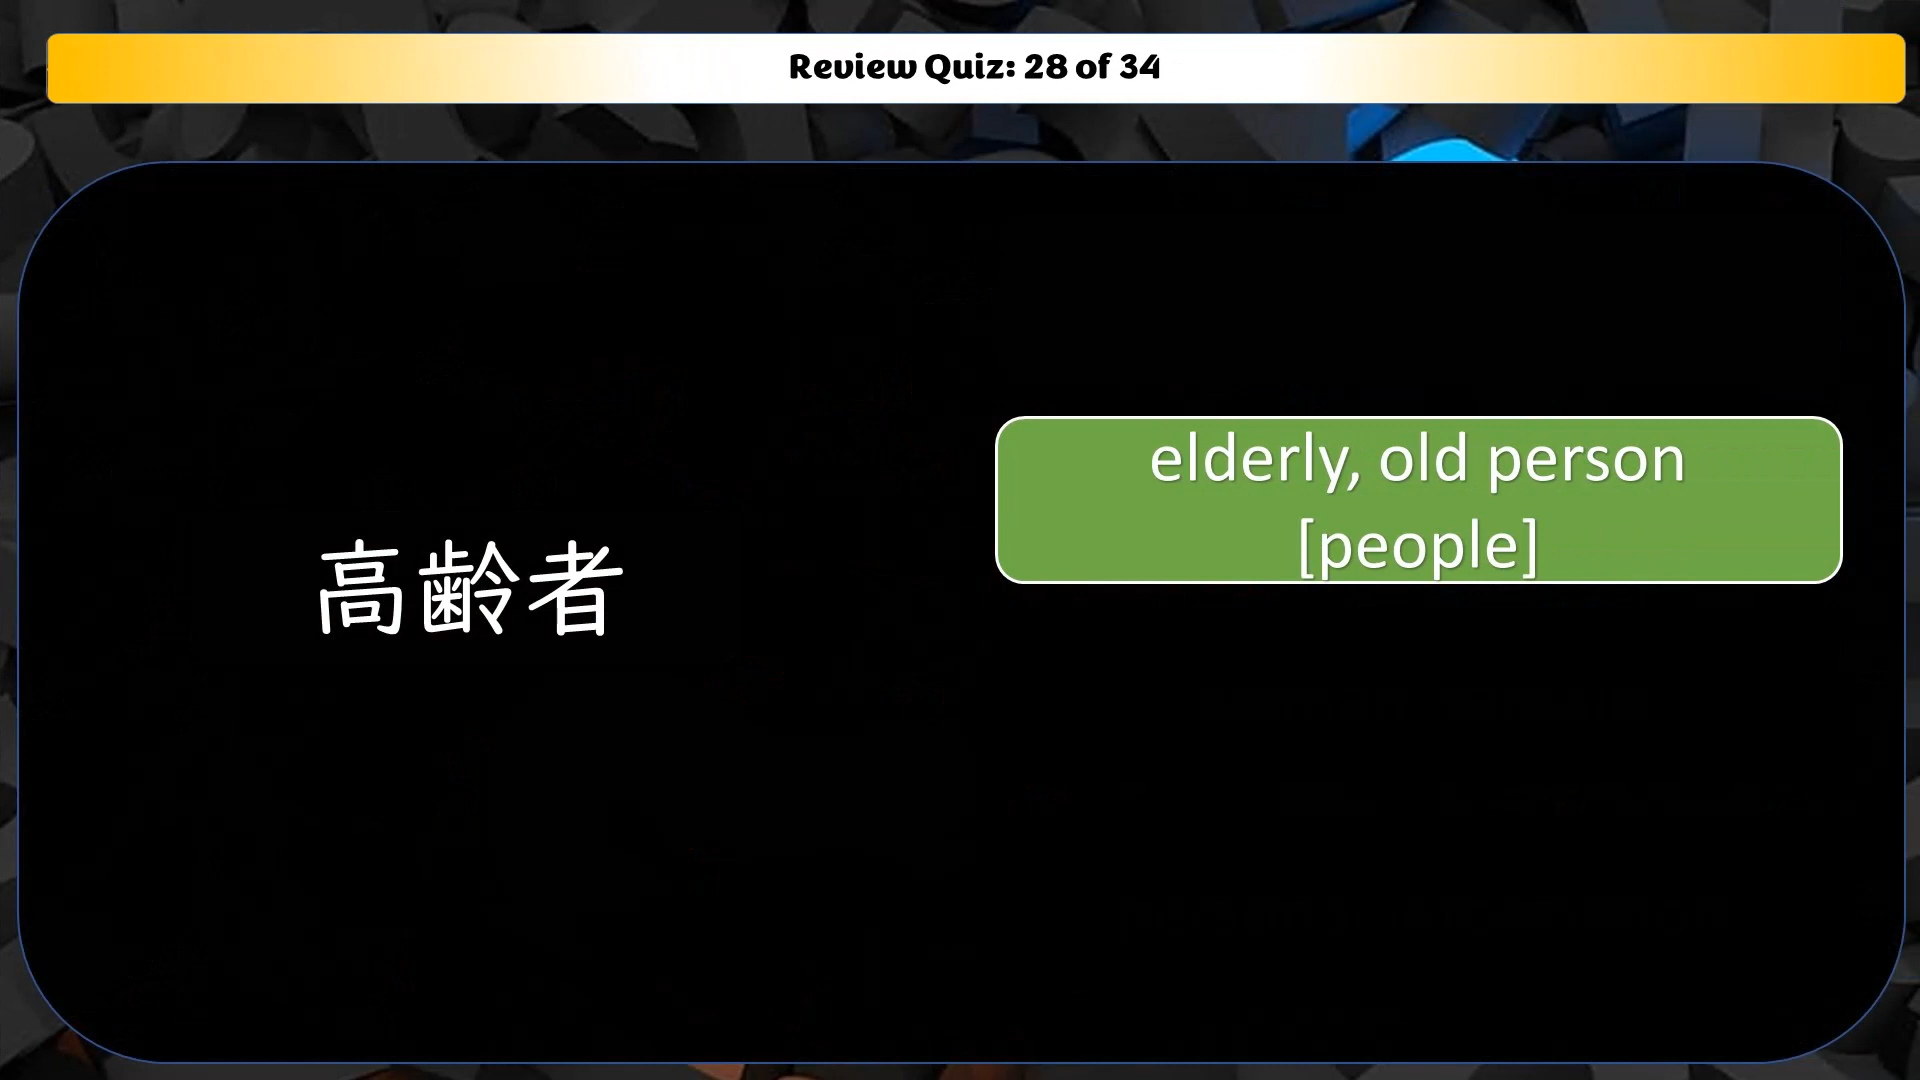 Review Quiz: 28 of 34
高齢者
elderly, old person
[people]